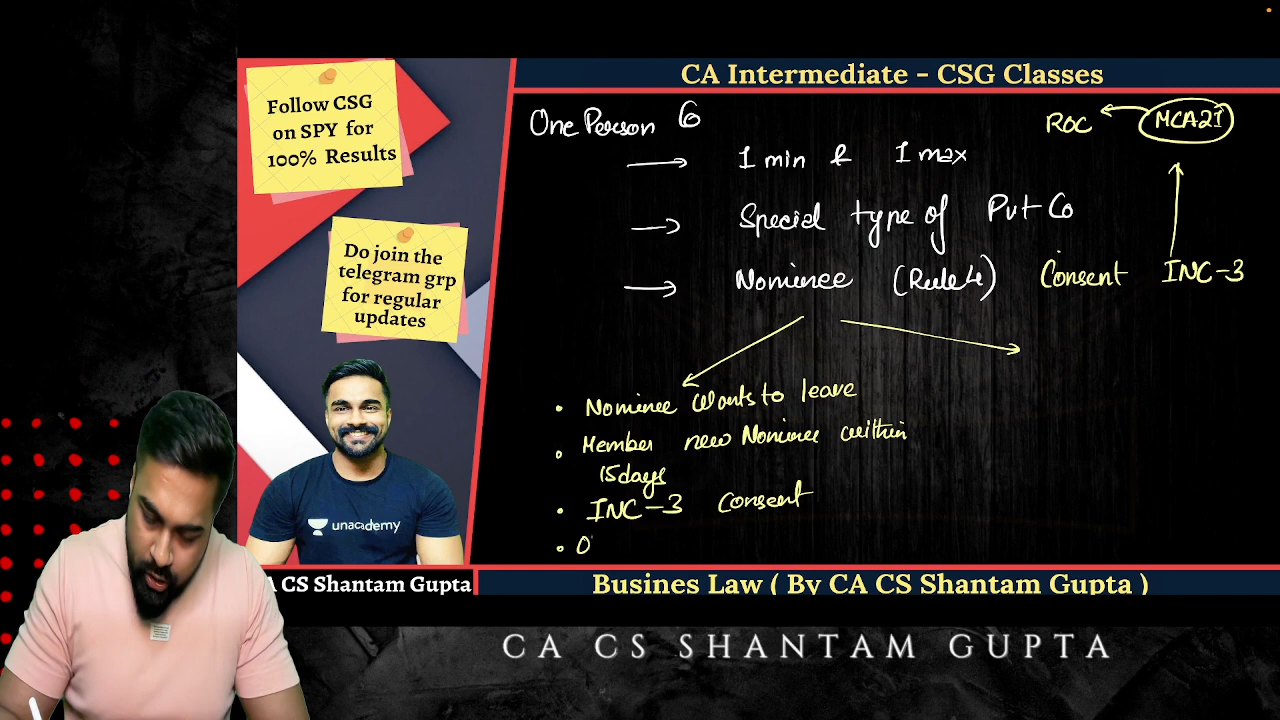 CA Intermediate - CSG Classes
Follow CSG
on SPY for
100% Results
Do join the
telegram grp
for regular
updates
unacademy
One Person Co
→ 1 min & 1 max
→ Special type of Pvt Co
→ Nominee (Rule 4) Consent INC-3
ROC ← MCA21
• Nominee Wants to leave
• Member new Nominee within
15days
• INC-3 Consent
• O
A CS Shantam Gupta
Busines Law ( By CA CS Shantam Gupta )
CA CS SHANTAM GUPTA